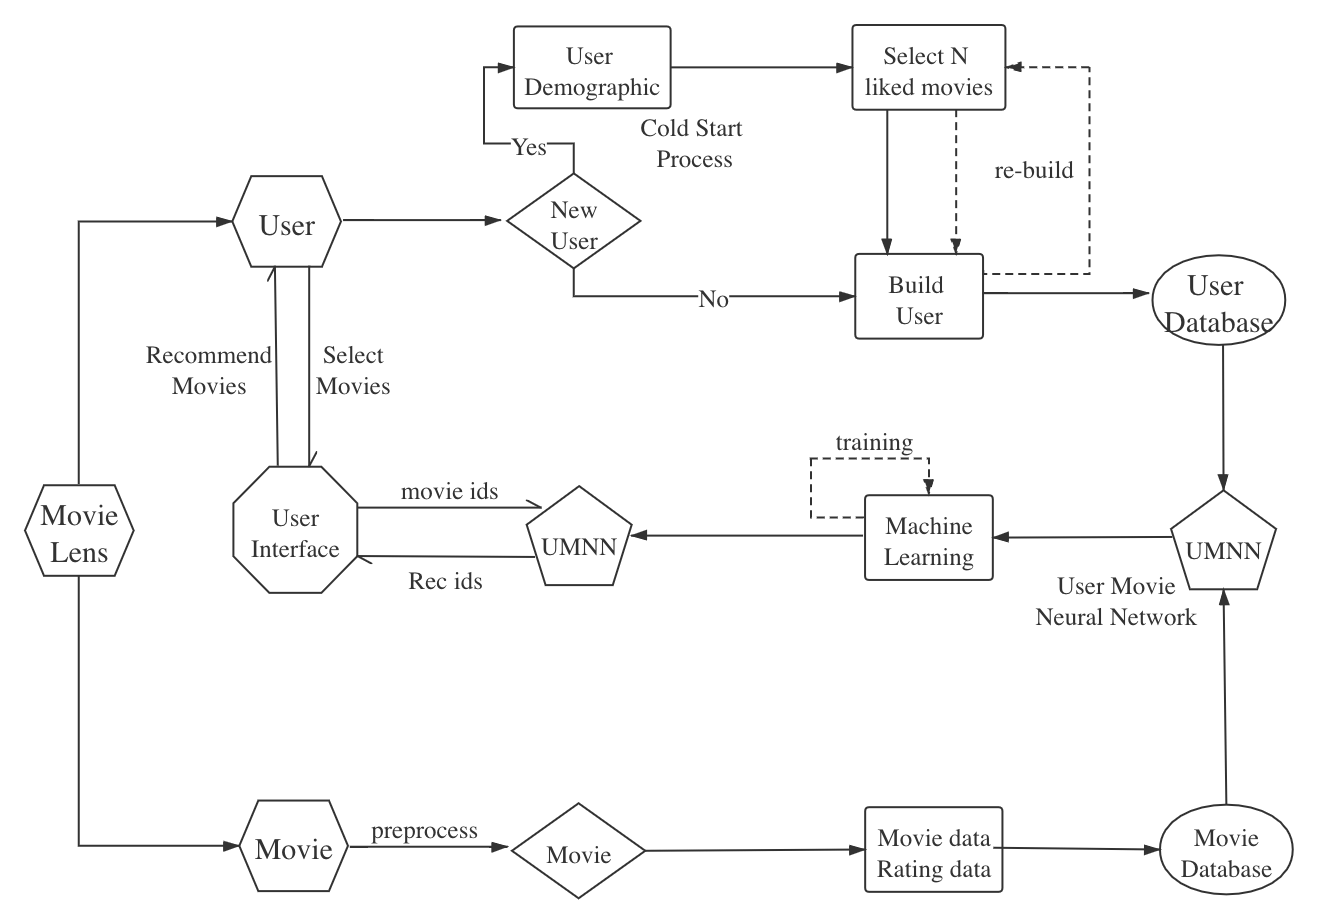 User
Demographic
Select N
liked movies
Cold Start
Process
Yes
re-build
User
New
User
No
Build
User
User
Database
Recommend
Movies
Select
Movies
training
Movie
Lens
User
Interface
movie ids
Rec ids
UMNN
Machine
Learning
UMNN
User Movie
Neural Network
Movie
preprocess
Movie
Movie data
Rating data
Movie
Database